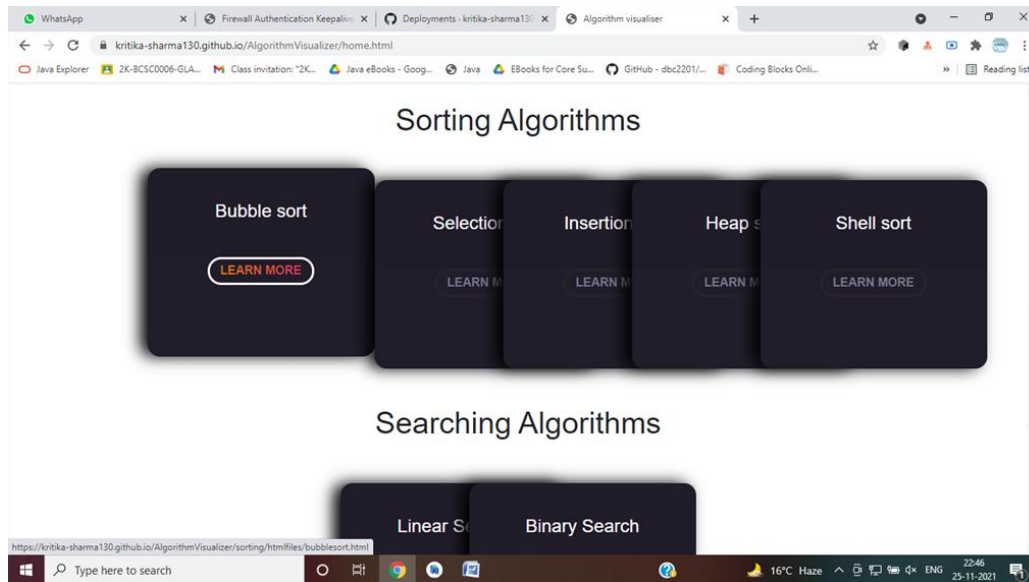 WhatsApp
Firewall Authentication Keepalive
Deployments · kritika-sharma130
Algorithm visualiser
kritika-sharma130.github.io/AlgorithmVisualizer/home.html
Java Explorer
2K-BCSC0006-GLA...
Class invitation: "2K...
Java eBooks - Goog...
Java
EBooks for Core Su...
GitHub - dbc2201/...
Coding Blocks Onli...
»
Reading list
Sorting Algorithms
Bubble sort
LEARN MORE
Selection
LEARN M
Insertion
LEARN M
Heap s
LEARN M
Shell sort
LEARN MORE
Searching Algorithms
Linear Se
Binary Search
https://kritika-sharma130.github.io/AlgorithmVisualizer/sorting/htmlfiles/bubblesort.html
Type here to search
16°C Haze
ENG
22:46
25-11-2021